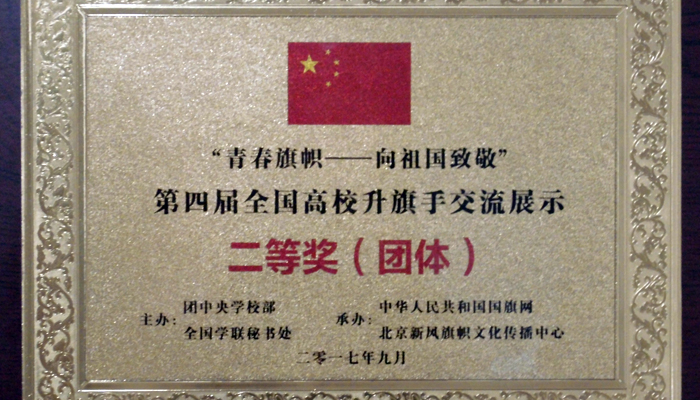 “青春旗帜——向祖国致敬”
第四届全国高校升旗手交流展示
二等奖（团体）
主办：团中央学校部 全国学联秘书处
承办：中华人民共和国国旗网 北京新风旗帜文化传播中心
二零一七年九月